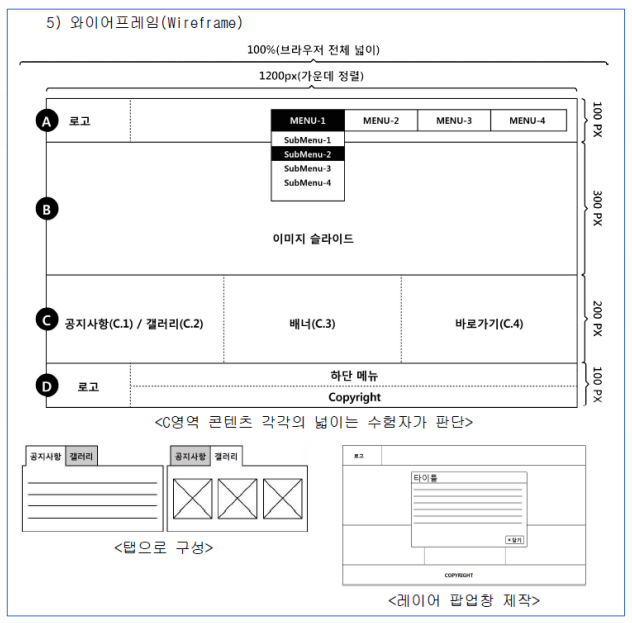 5) 와이어프레임(Wireframe)
100%(브라우저 전체 넓이)
1200px(가운데 정렬)
A 로고 MENU-1 MENU-2 MENU-3 MENU-4 100 PX
SubMenu-1
SubMenu-2
SubMenu-3
SubMenu-4
B 300 PX
이미지 슬라이드
C 공지사항(C.1) / 갤러리(C.2) 배너(C.3) 바로가기(C.4) 200 PX
D 로고 하단 메뉴 100 PX
Copyright
<C영역 콘텐츠 각각의 넓이는 수험자가 판단>
공지사항 갤러리 공지사항 갤러리
<탭으로 구성>
로고
타이틀
×닫기
COPYRIGHT
<레이어 팝업창 제작>